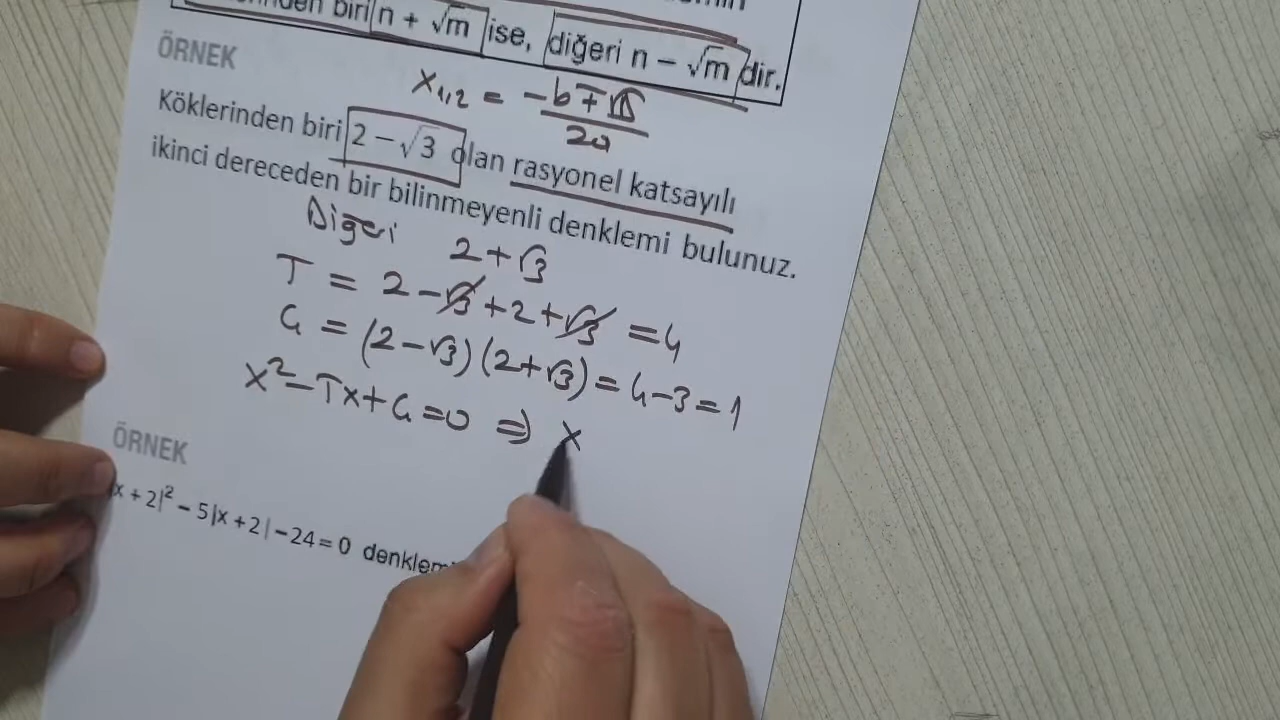 biri n + √m ise, diğeri n − √m dir.
ÖRNEK
x₁,₂ = -b∓√Δ / 2a
Köklerinden biri 2 − √3 olan rasyonel katsayılı
ikinci dereceden bir bilinmeyenli denklemi bulunuz.
Diğeri 2+√3
T = 2-√3+2+√3 = 4
Ç = (2-√3)(2+√3) = 4-3=1
x²-Tx+Ç=0 ⇒ x
ÖRNEK
|x + 2|² − 5|x + 2| − 24 = 0